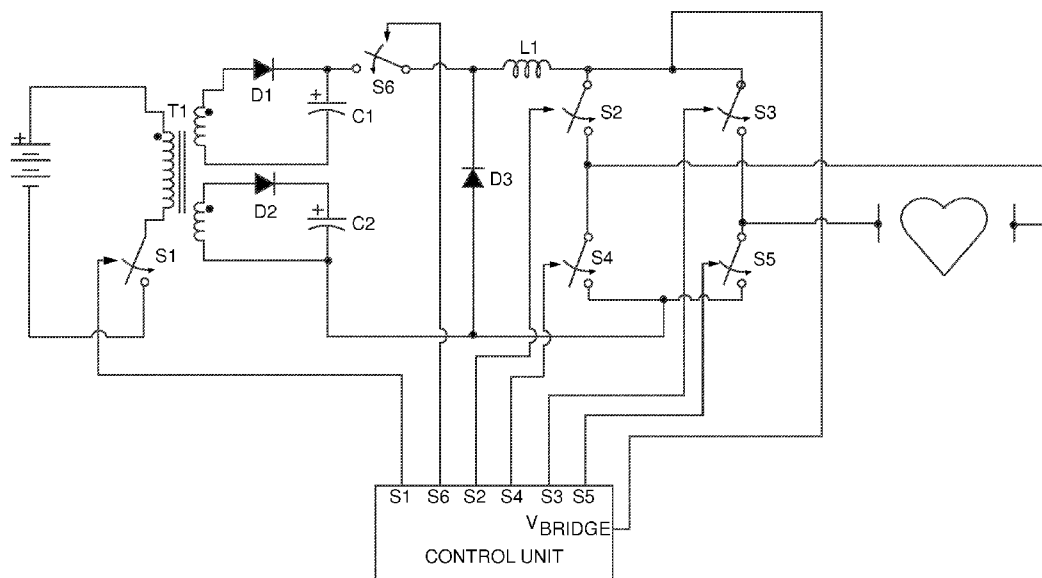 L1
D1
S6
+
C1
S2
S3
T1
+
D3
D2
+
C2
S1
S4
S5
S1 S6 S2 S4 S3 S5
VBRIDGE
CONTROL UNIT